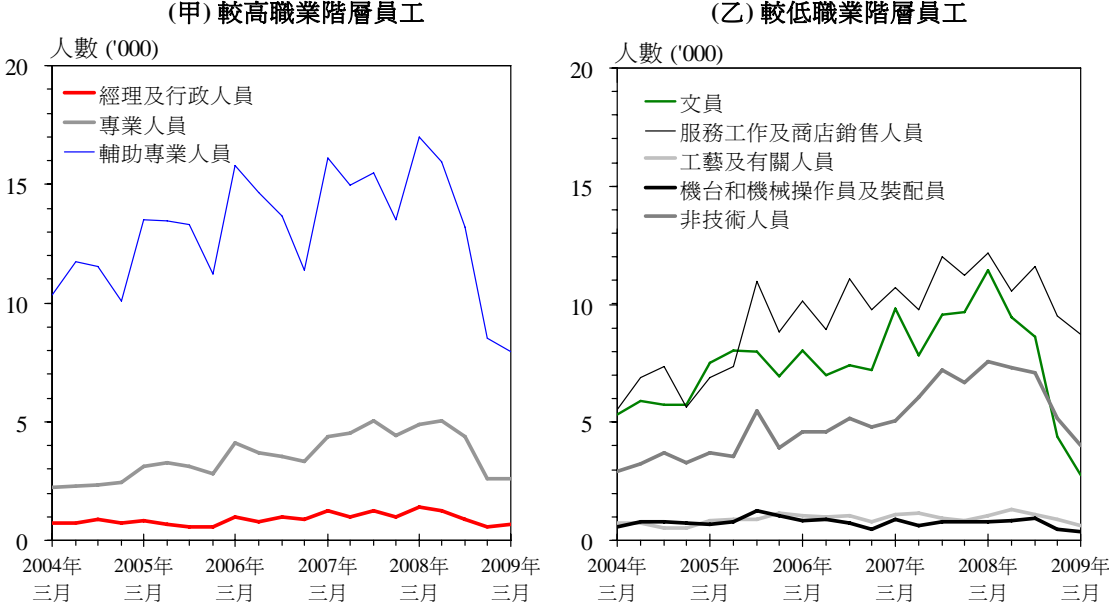 (甲) 較高職業階層員工
人數 ('000)
20
15
10
5
0
經理及行政人員
專業人員
輔助專業人員
2004年 三月
2005年 三月
2006年 三月
2007年 三月
2008年 三月
2009年 三月
(乙) 較低職業階層員工
人數 ('000)
20
15
10
5
0
文員
服務工作及商店銷售人員
工藝及有關人員
機台和機械操作員及裝配員
非技術人員
2004年 三月
2005年 三月
2006年 三月
2007年 三月
2008年 三月
2009年 三月